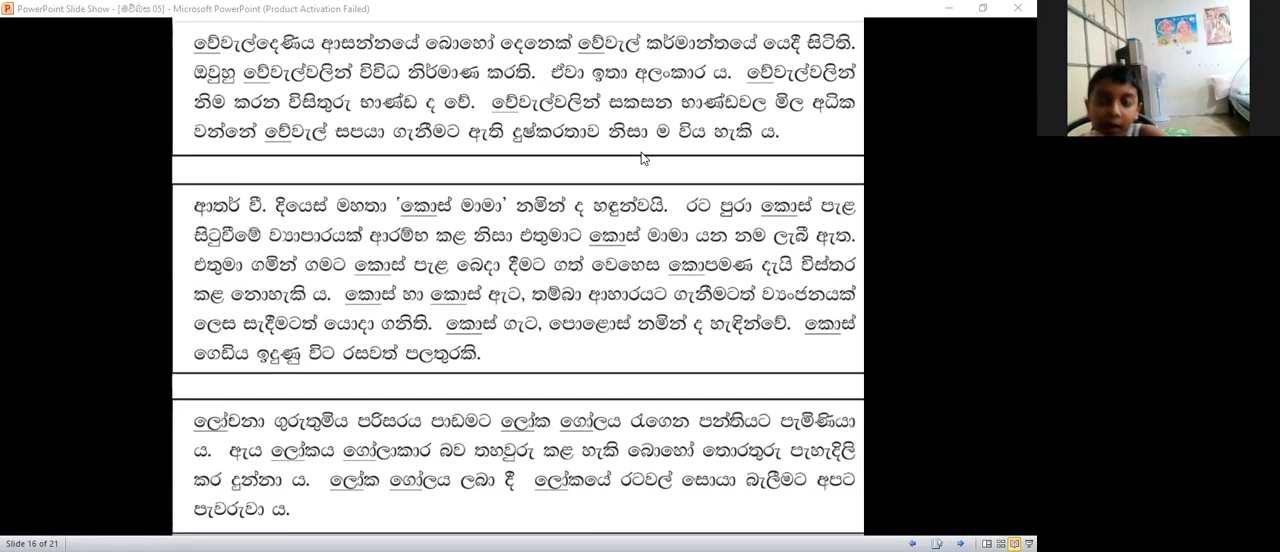 PowerPoint Slide Show - [මව්බස 05] - Microsoft PowerPoint (Product Activation Failed)
වේවැල්දෙණිය ආසන්නයේ බොහෝ දෙනෙක් වේවැල් කර්මාන්තයේ යෙදී සිටිති.
ඔවුහු වේවැල්වලින් විවිධ නිර්මාණ කරති. ඒවා ඉතා අලංකාර ය. වේවැල්වලින්
නිම කරන විසිතුරු භාණ්ඩ ද වේ. වේවැල්වලින් සකසන භාණ්ඩවල මිල අධික
වන්නේ වේවැල් සපයා ගැනීමට ඇති දුෂ්කරතාව නිසා ම විය හැකි ය.
ආතර් වී. දියෙස් මහතා ‘කොස් මාමා’ නමින් ද හඳුන්වයි. රට පුරා කොස් පැළ
සිටුවීමේ ව්‍යාපාරයක් ආරම්භ කළ නිසා එතුමාට කොස් මාමා යන නම ලැබී ඇත.
එතුමා ගමින් ගමට කොස් පැළ බෙදා දීමට ගත් වෙහෙස කොපමණ දැයි විස්තර
කළ නොහැකි ය. කොස් හා කොස් ඇට, තම්බා ආහාරයට ගැනීමටත් ව්‍යංජනයක්
ලෙස සැදීමටත් යොදා ගනිති. කොස් ගැට, පොළොස් නමින් ද හැඳින්වේ. කොස්
ගෙඩිය ඉදුණු විට රසවත් පලතුරකි.
ලෝචනා ගුරුතුමිය පරිසරය පාඩමට ලෝක ගෝලය රැගෙන පන්තියට පැමිණියා
ය. ඇය ලෝකය ගෝලාකාර බව තහවුරු කළ හැකි බොහෝ තොරතුරු පැහැදිලි
කර දුන්නා ය. ලෝක ගෝලය ලබා දී ලෝකයේ රටවල් සොයා බැලීමට අපට
පැවරුවා ය.
Slide 16 of 21